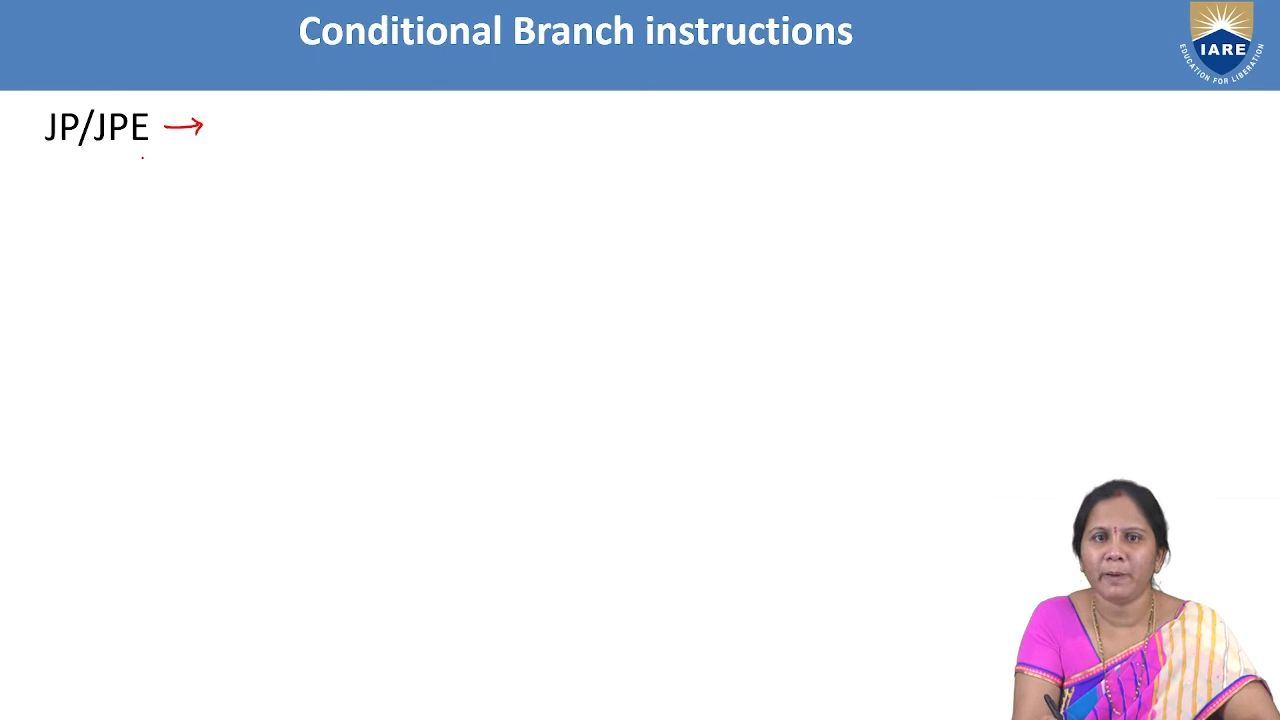 Conditional Branch instructions
IARE
EDUCATION FOR LIBERATION
JP/JPE →